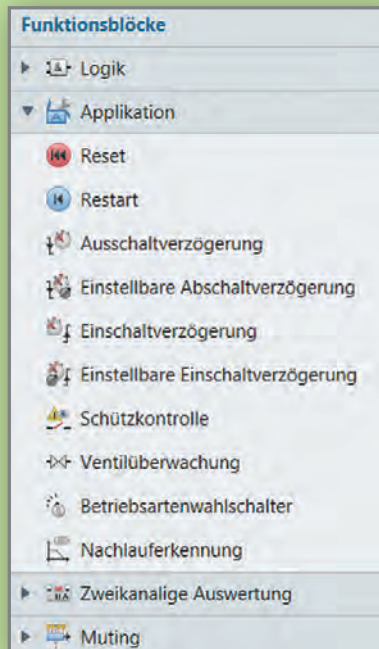 Funktionsblöcke
Logik
Applikation
Reset
Restart
Ausschaltverzögerung
Einstellbare Abschaltverzögerung
Einschaltverzögerung
Einstellbare Einschaltverzögerung
Schützkontrolle
Ventilüberwachung
Betriebsartenwahlschalter
Nachlauferkennung
Zweikanalige Auswertung
Muting